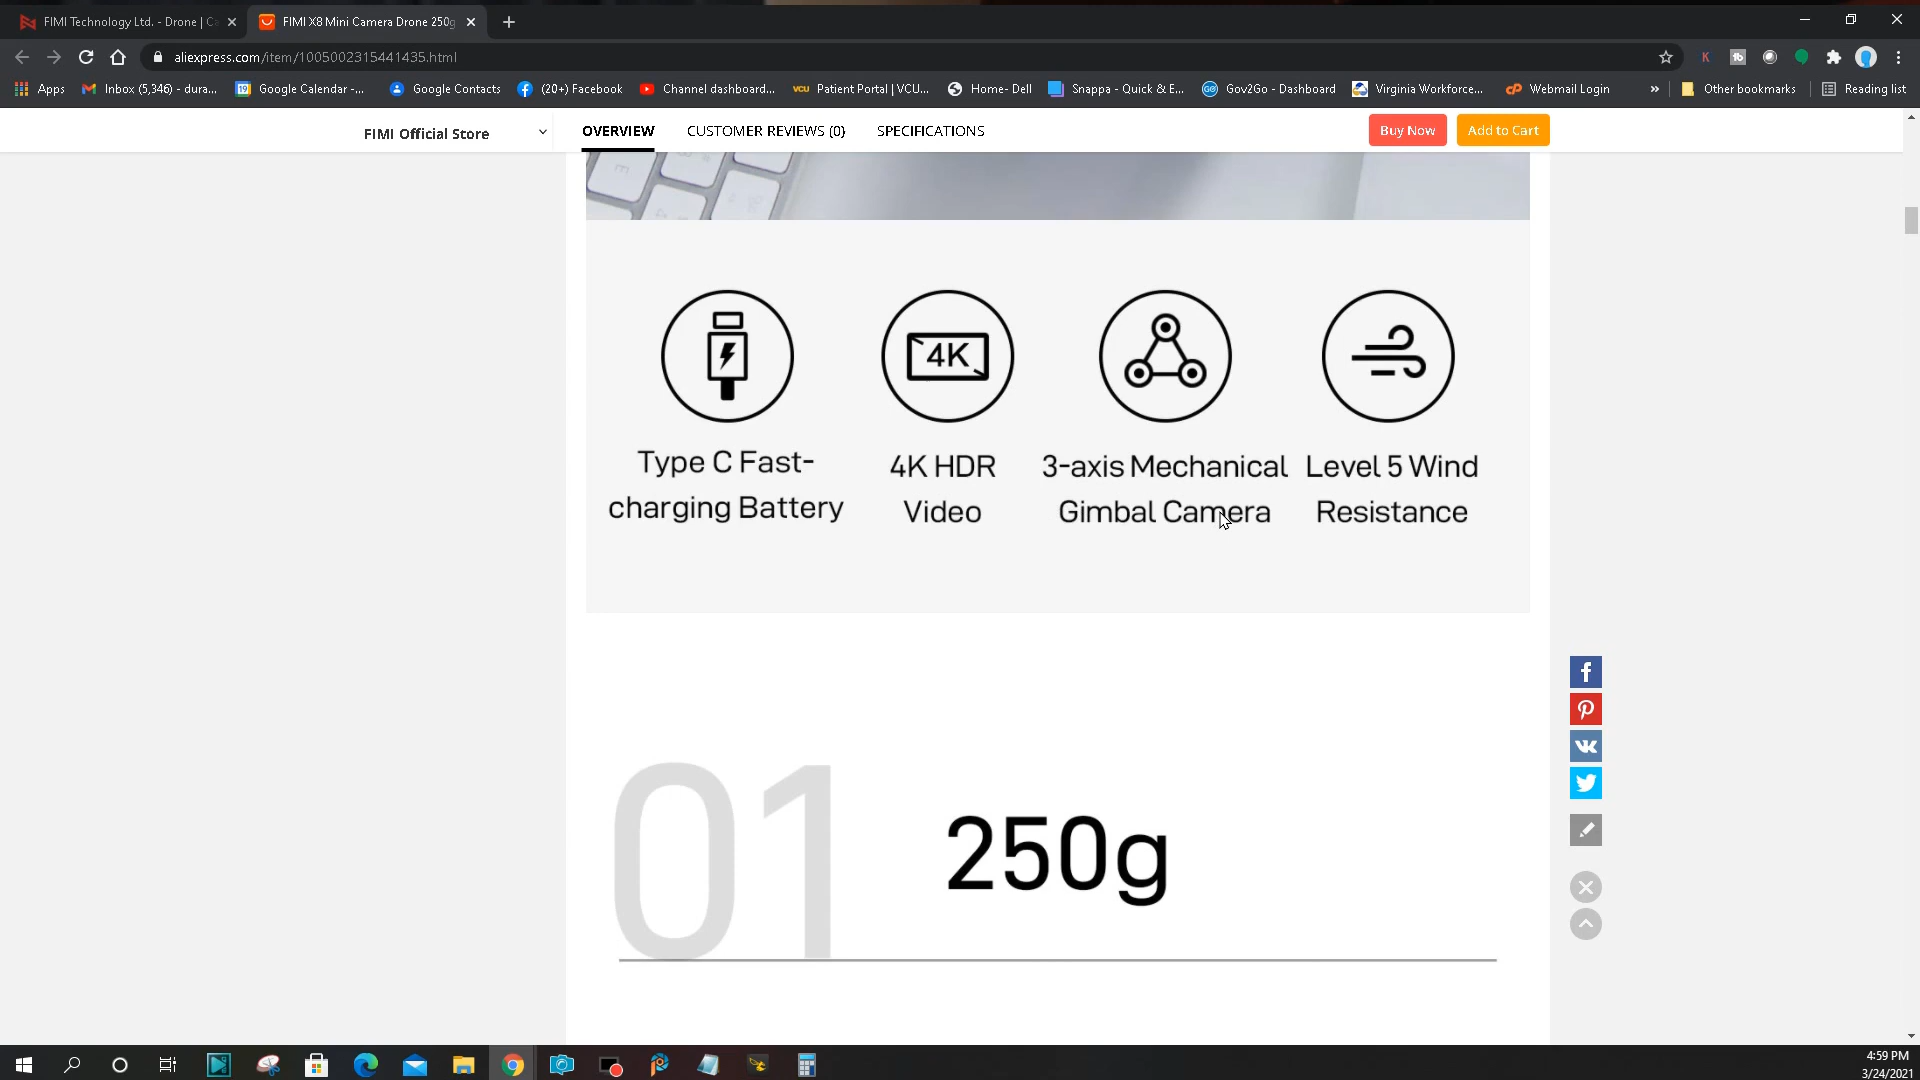 FIMI Technology Ltd. - Drone | Ca
FIMI X8 Mini Camera Drone 250g
aliexpress.com/item/1005002315441435.html
Apps
Inbox (5,346) - dura...
Google Calendar -...
Google Contacts
(20+) Facebook
Channel dashboard...
VCU
Patient Portal | VCU...
Home- Dell
Snappa - Quick & E...
Gov2Go - Dashboard
Virginia Workforce...
cP
Webmail Login
»
Other bookmarks
Reading list
FIMI Official Store
OVERVIEW
CUSTOMER REVIEWS (0)
SPECIFICATIONS
Buy Now
Add to Cart
4K
Type C Fast-
charging Battery
4K HDR
Video
3-axis Mechanical
Gimbal Camera
Level 5 Wind
Resistance
01
250g
4:59 PM
3/24/2021